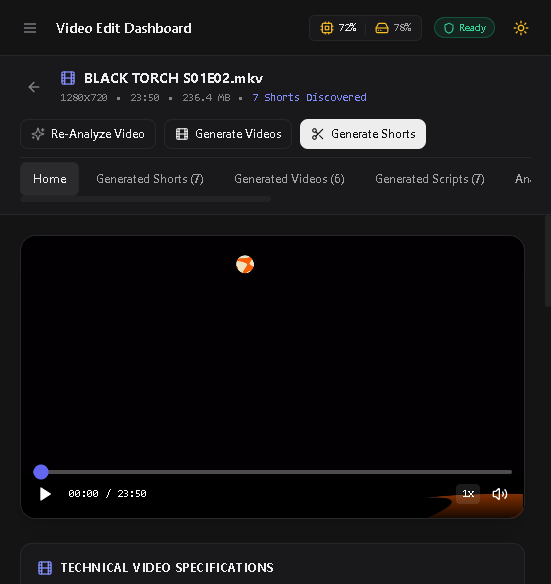 Video Edit Dashboard
72%
78%
Ready
BLACK TORCH S01E02.mkv
1280x720 • 23:50 • 236.4 MB • 7 Shorts Discovered
Re-Analyze Video
Generate Videos
Generate Shorts
Home
Generated Shorts (7)
Generated Videos (6)
Generated Scripts (7)
00:00 / 23:50
1x
TECHNICAL VIDEO SPECIFICATIONS